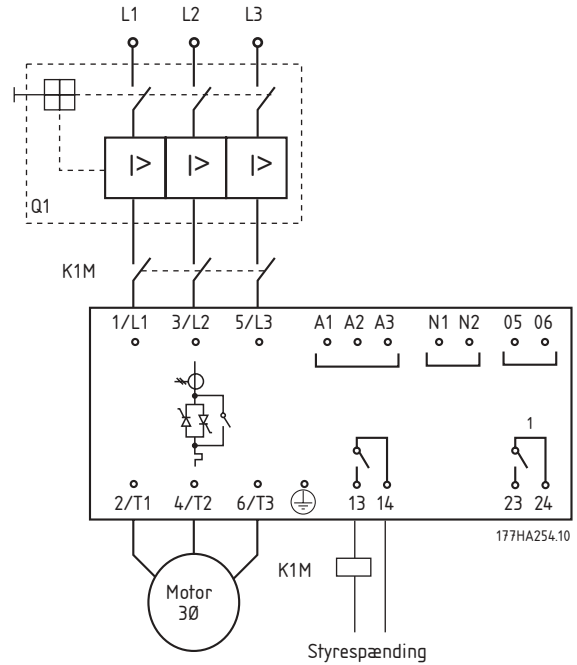 L1 L2 L3
|> |> |>
Q1
K1M
1/L1 3/L2 5/L3 A1 A2 A3 N1 N2 05 06
1
2/T1 4/T2 6/T3 13 14 23 24
177HA254.10
Motor
3Ø
K1M
Styrespænding